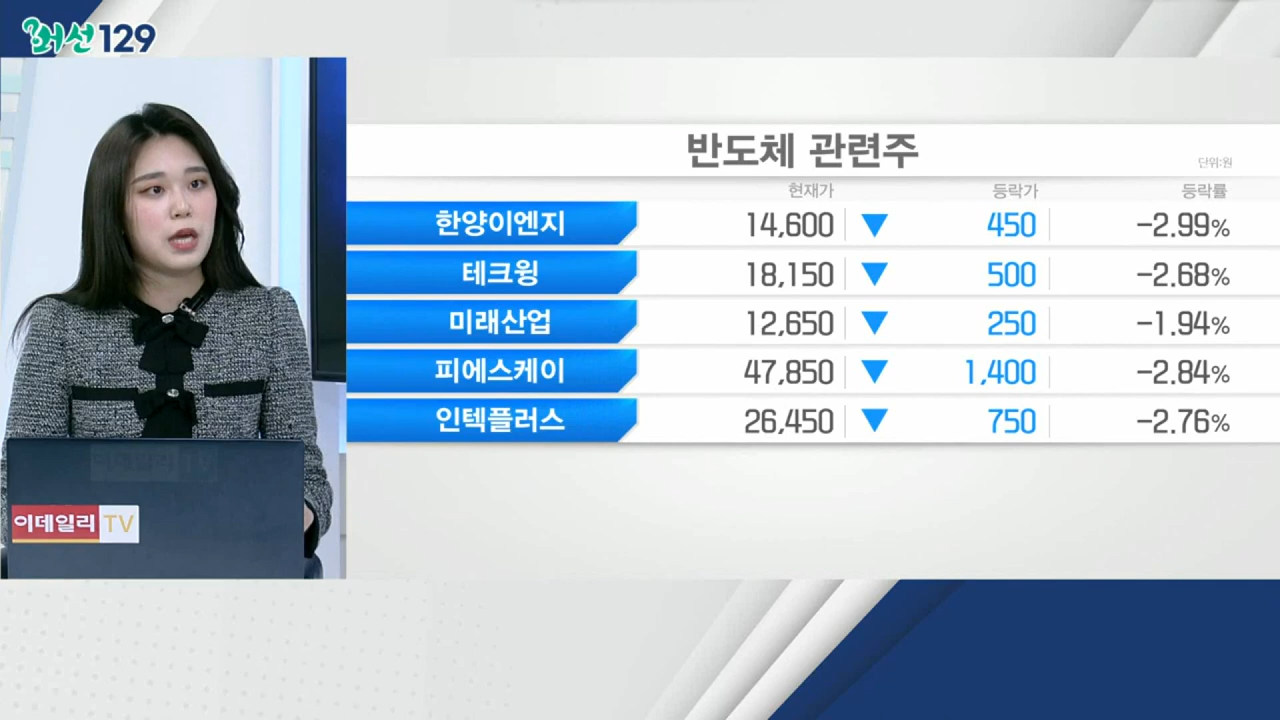 머선129
반도체 관련주
단위:원
현재가 등락가 등락률
한양이엔지 14,600 ▼ 450 -2.99%
테크윙 18,150 ▼ 500 -2.68%
미래산업 12,650 ▼ 250 -1.94%
피에스케이 47,850 ▼ 1,400 -2.84%
인텍플러스 26,450 ▼ 750 -2.76%
이데일리 TV